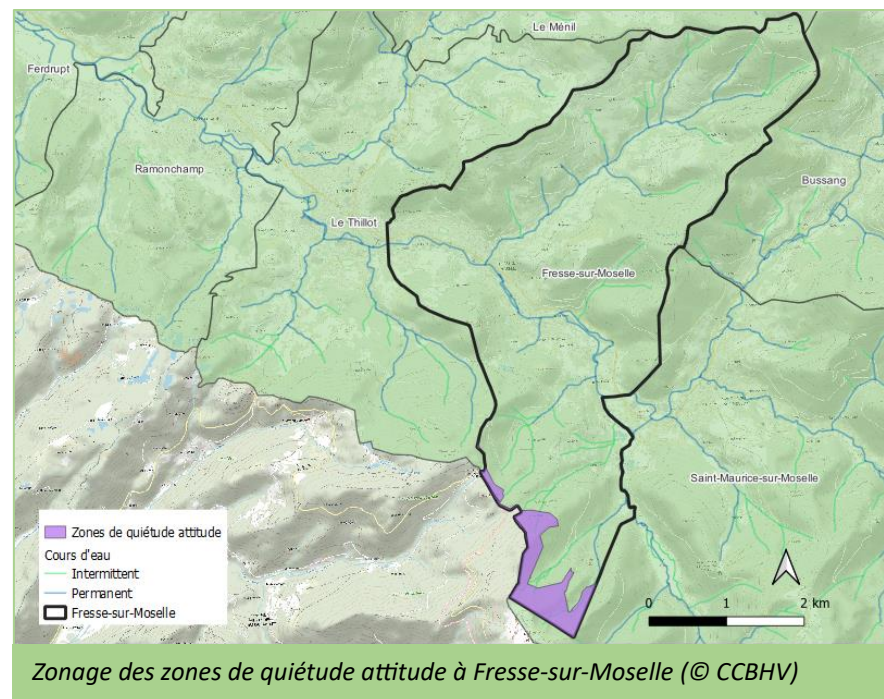 Le Ménil
Ferdrupt
Ramonchamp
Bussang
Le Thillot
Fresse-sur-Moselle
Saint-Maurice-sur-Moselle
Zones de quiétude attitude
Cours d'eau
Intermittent
Permanent
Fresse-sur-Moselle
0 1 2 km
Zonage des zones de quiétude attitude à Fresse-sur-Moselle (© CCBHV)